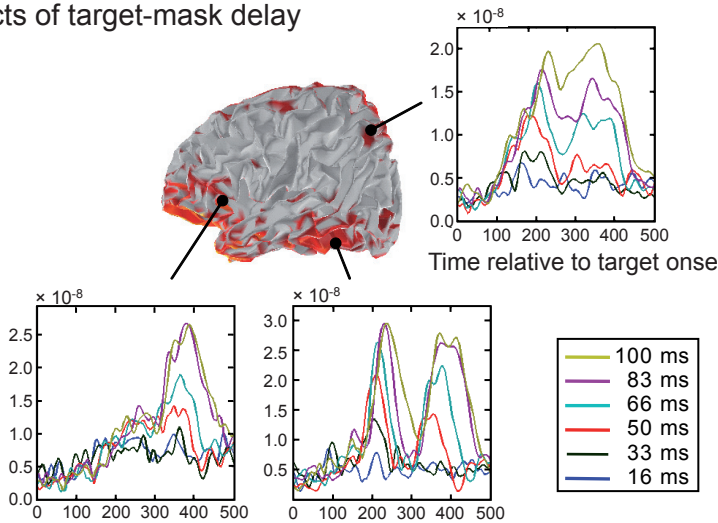 cts of target-mask delay
× 10-8
2.0
1.5
1.0
0.5
0.0
0 100 200 300 400 500
Time relative to target onse
× 10-8
2.5
2.0
1.5
1.0
0.5
0.0
0 100 200 300 400 500
× 10-8
3.0
2.5
2.0
1.5
1.0
0.5
0 100 200 300 400 500
100 ms
83 ms
66 ms
50 ms
33 ms
16 ms